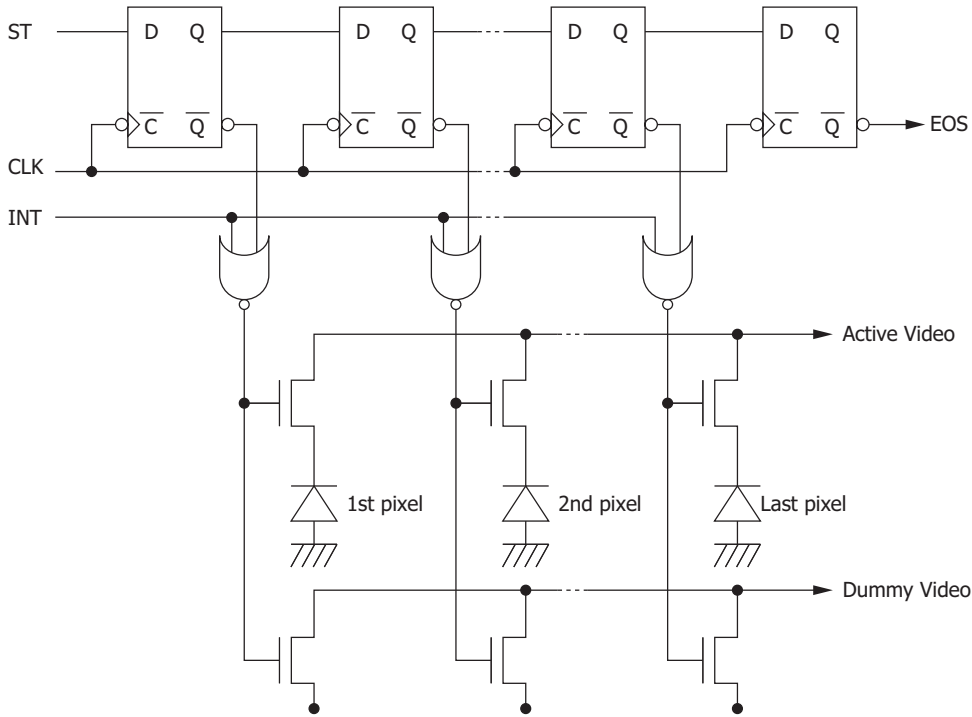 ST
D Q
D Q
D Q
D Q
C Q
C Q
C Q
C Q
EOS
CLK
INT
Active Video
1st pixel
2nd pixel
Last pixel
Dummy Video